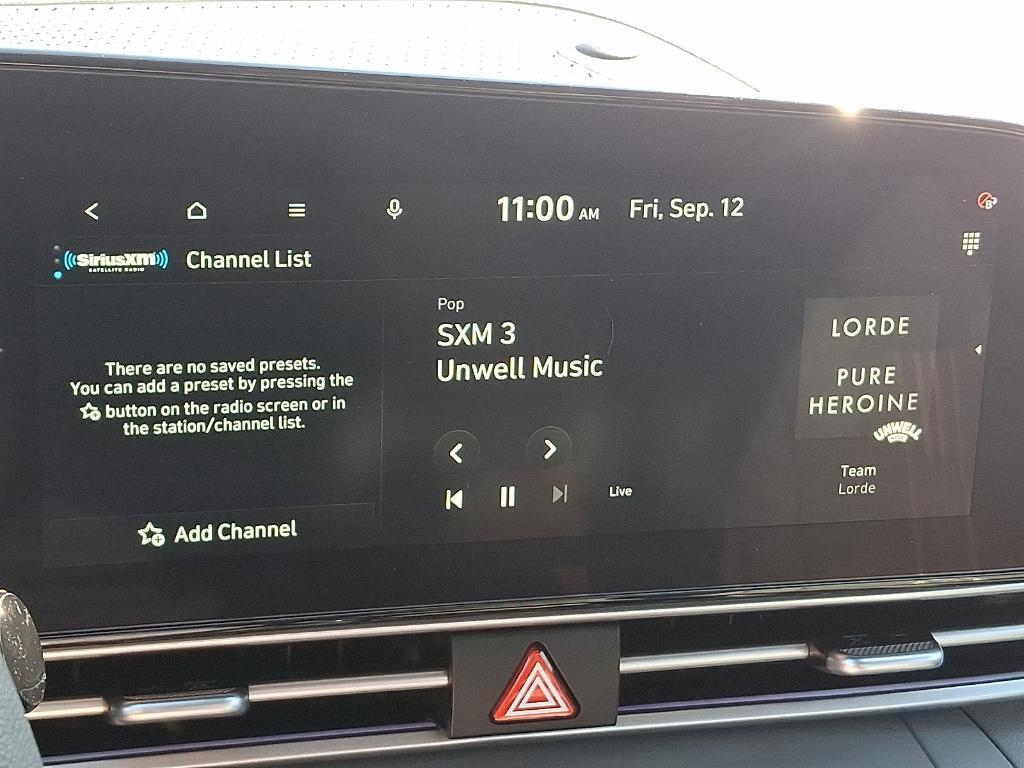 11:00 AM Fri, Sep. 12
SiriusXM
SATELLITE RADIO
Channel List
There are no saved presets.
You can add a preset by pressing the
button on the radio screen or in
the station/channel list.
Add Channel
Pop
SXM 3
Unwell Music
Live
LORDE
PURE
HEROINE
UNWELL
Team
Lorde